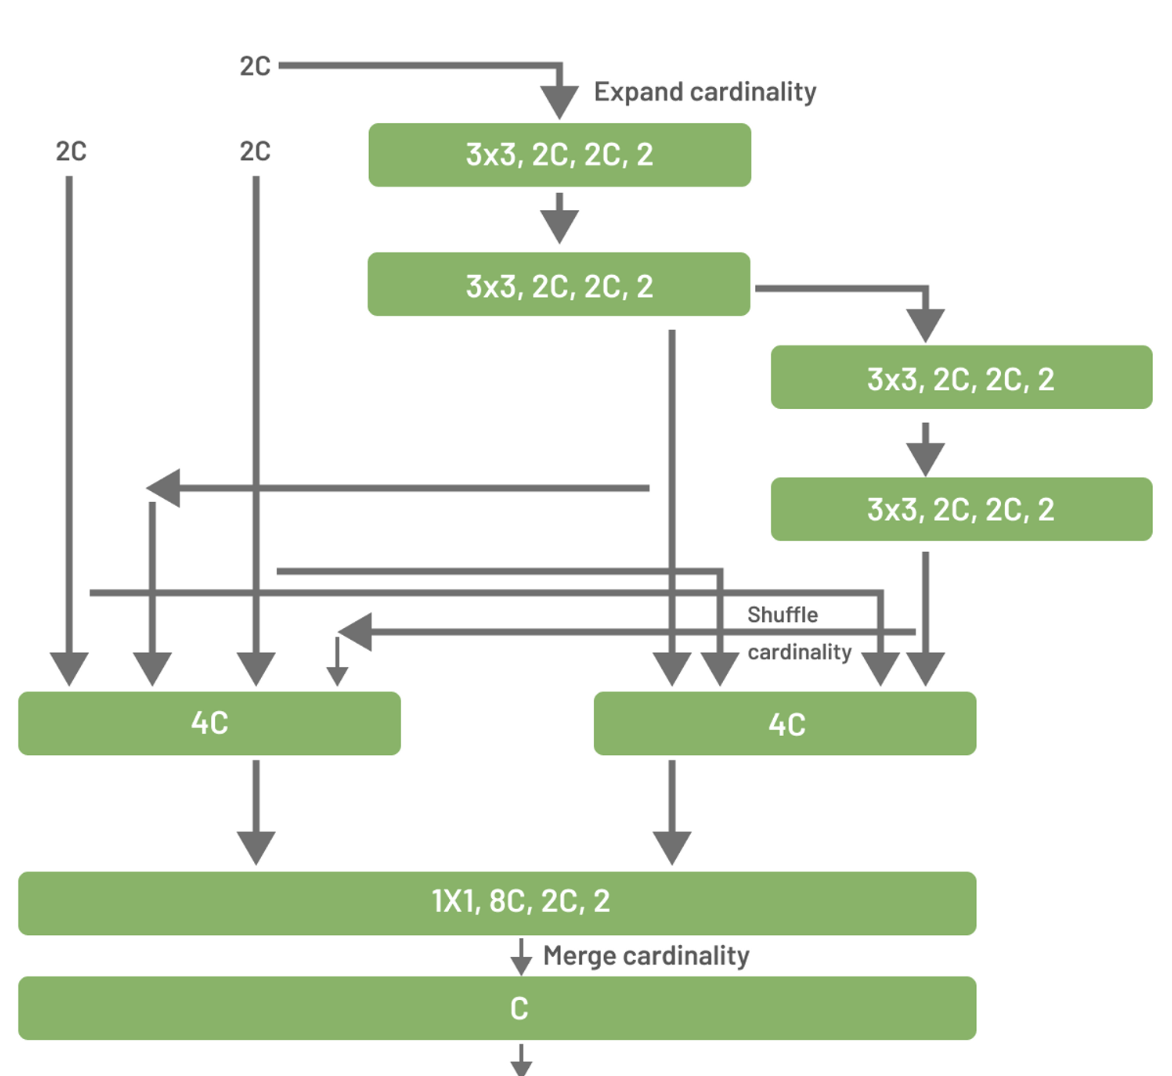 2C
Expand cardinality
2C
2C
3x3, 2C, 2C, 2
3x3, 2C, 2C, 2
3x3, 2C, 2C, 2
3x3, 2C, 2C, 2
Shuffle
cardinality
4C
4C
1X1, 8C, 2C, 2
Merge cardinality
C